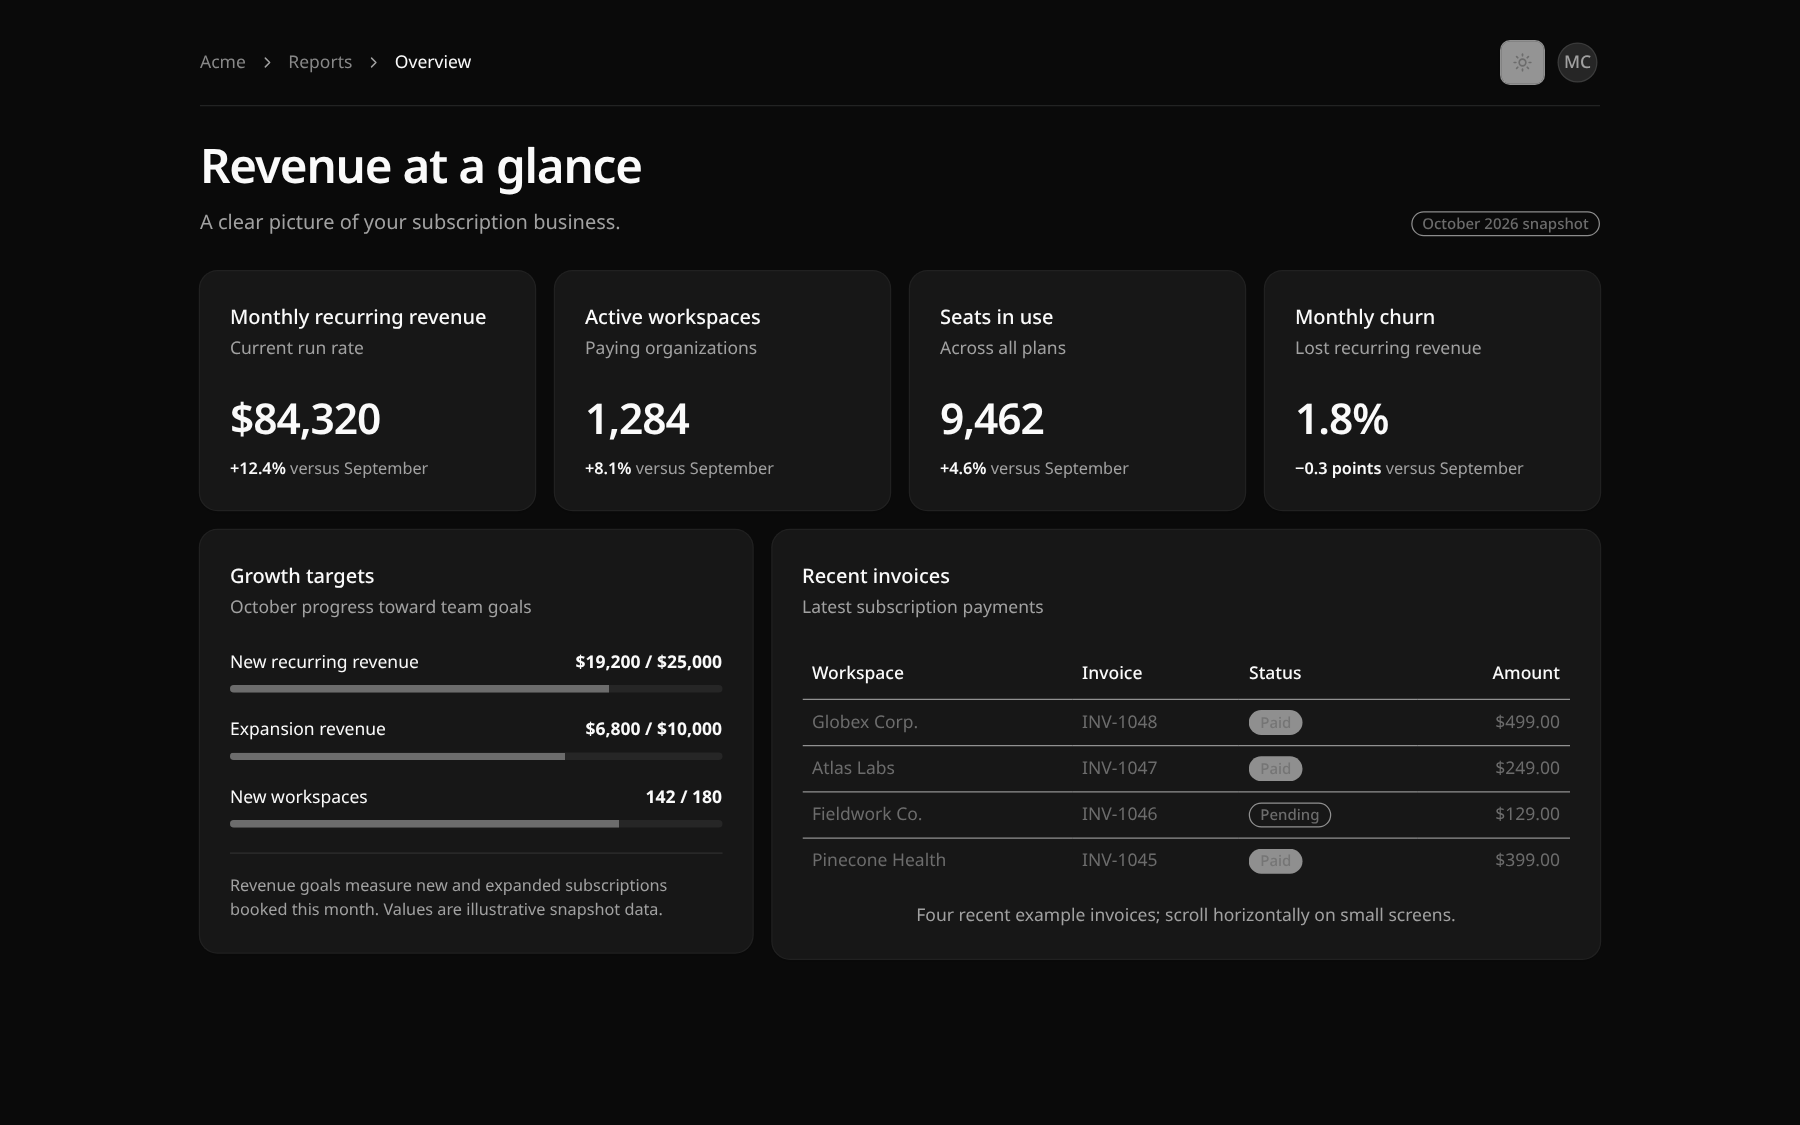 Acme > Reports > Overview
MC
Revenue at a glance
A clear picture of your subscription business.
October 2026 snapshot
Monthly recurring revenue
Current run rate
$84,320
+12.4% versus September
Active workspaces
Paying organizations
1,284
+8.1% versus September
Seats in use
Across all plans
9,462
+4.6% versus September
Monthly churn
Lost recurring revenue
1.8%
−0.3 points versus September
Growth targets
October progress toward team goals
New recurring revenue $19,200 / $25,000
Expansion revenue $6,800 / $10,000
New workspaces 142 / 180
Revenue goals measure new and expanded subscriptions
booked this month. Values are illustrative snapshot data.
Recent invoices
Latest subscription payments
Workspace Invoice Status Amount
Globex Corp. INV-1048 Paid $499.00
Atlas Labs INV-1047 Paid $249.00
Fieldwork Co. INV-1046 Pending $129.00
Pinecone Health INV-1045 Paid $399.00
Four recent example invoices; scroll horizontally on small screens.